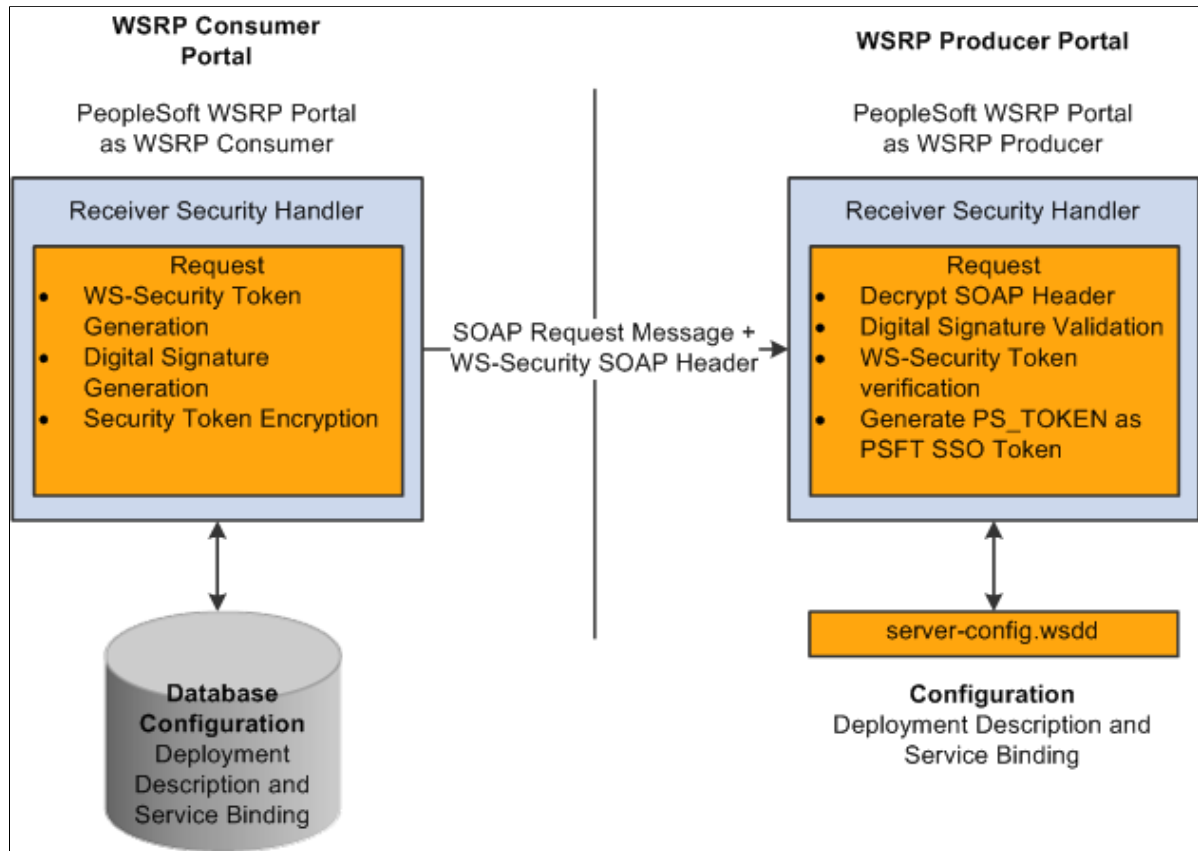 WSRP Consumer
Portal
PeopleSoft WSRP Portal
as WSRP Consumer
Receiver Security Handler
Request
• WS-Security Token
Generation
• Digital Signature
Generation
• Security Token Encryption
Database
Configuration
Deployment
Description and
Service Binding
SOAP Request Message +
WS-Security SOAP Header
WSRP Producer Portal
PeopleSoft WSRP Portal
as WSRP Producer
Receiver Security Handler
Request
• Decrypt SOAP Header
• Digital Signature Validation
• WS-Security Token
verification
• Generate PS_TOKEN as
PSFT SSO Token
server-config.wsdd
Configuration
Deployment Description and
Service Binding